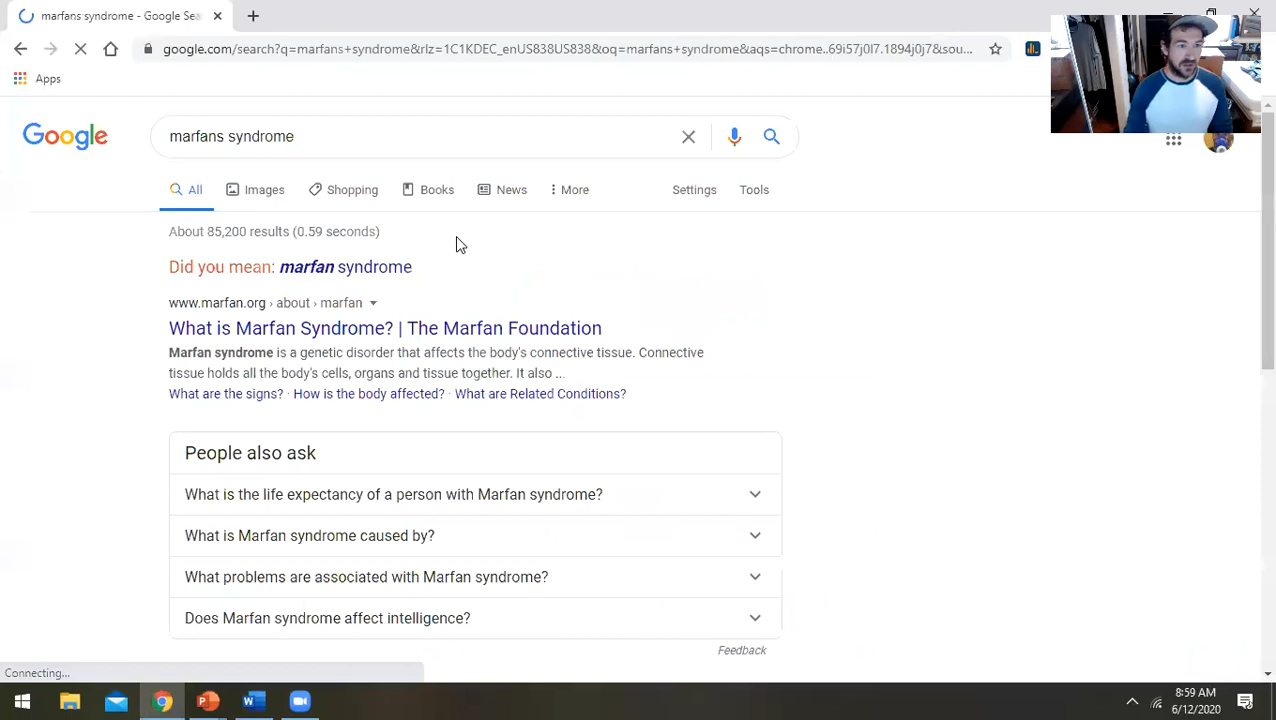 marfans syndrome - Google Sea
google.com/search?q=marfans+syndrome&rlz=1C1KDEC_enUS838US838&oq=marfans+syndrome&aqs=chrome..69i57j0l7.1894j0j7&sou...
Apps
Google
marfans syndrome
All Images Shopping Books News More Settings Tools
About 85,200 results (0.59 seconds)
Did you mean: marfan syndrome
www.marfan.org › about › marfan
What is Marfan Syndrome? | The Marfan Foundation
Marfan syndrome is a genetic disorder that affects the body's connective tissue. Connective
tissue holds all the body's cells, organs and tissue together. It also ...
What are the signs? · How is the body affected? · What are Related Conditions?
People also ask
What is the life expectancy of a person with Marfan syndrome?
What is Marfan syndrome caused by?
What problems are associated with Marfan syndrome?
Does Marfan syndrome affect intelligence?
Feedback
Connecting...
8:59 AM
6/12/2020